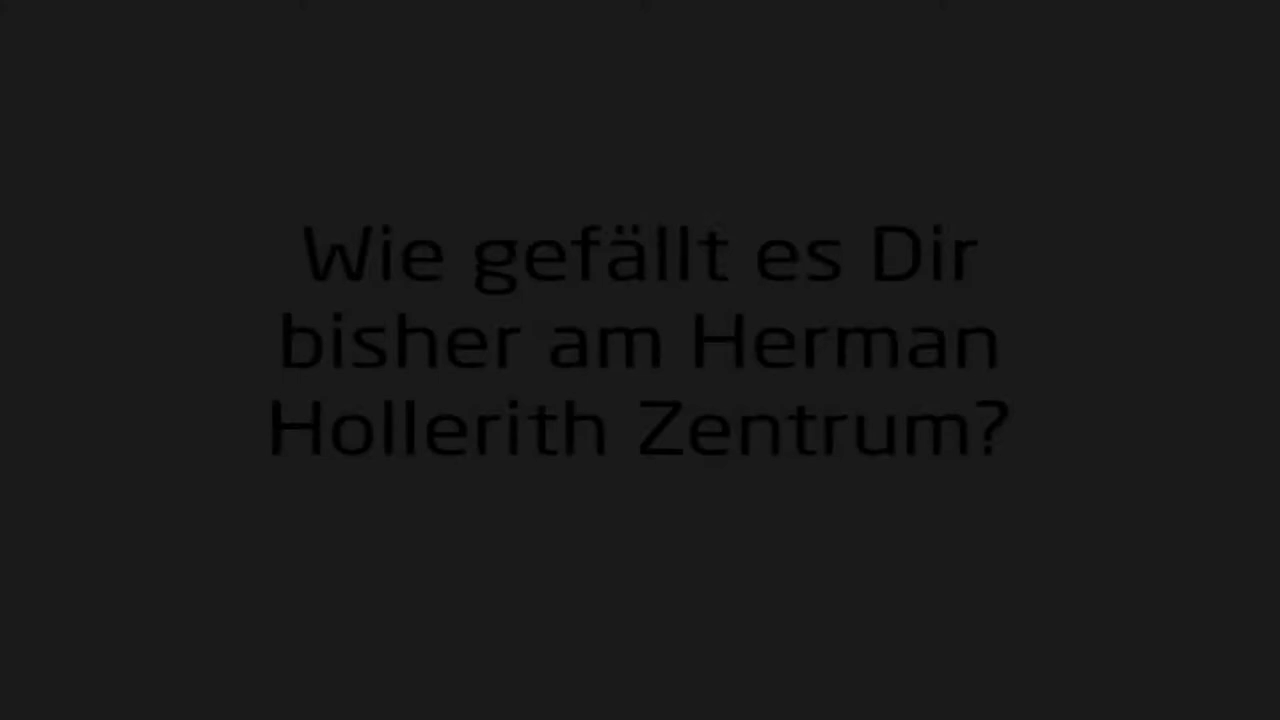 Wie gefällt es Dir
bisher am Herman
Hollerith Zentrum?